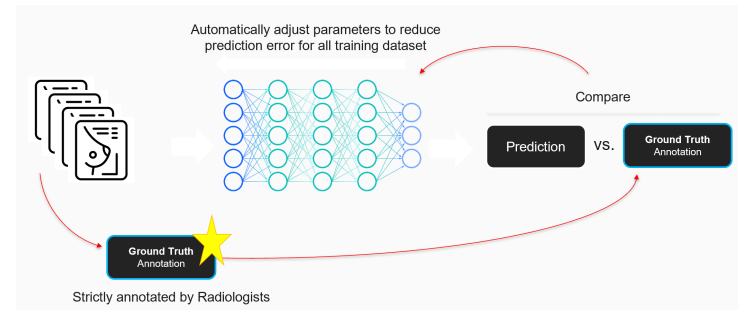 Automatically adjust parameters to reduce
prediction error for all training dataset
Compare
Prediction
vs.
Ground Truth
Annotation
Ground Truth
Annotation
Strictly annotated by Radiologists